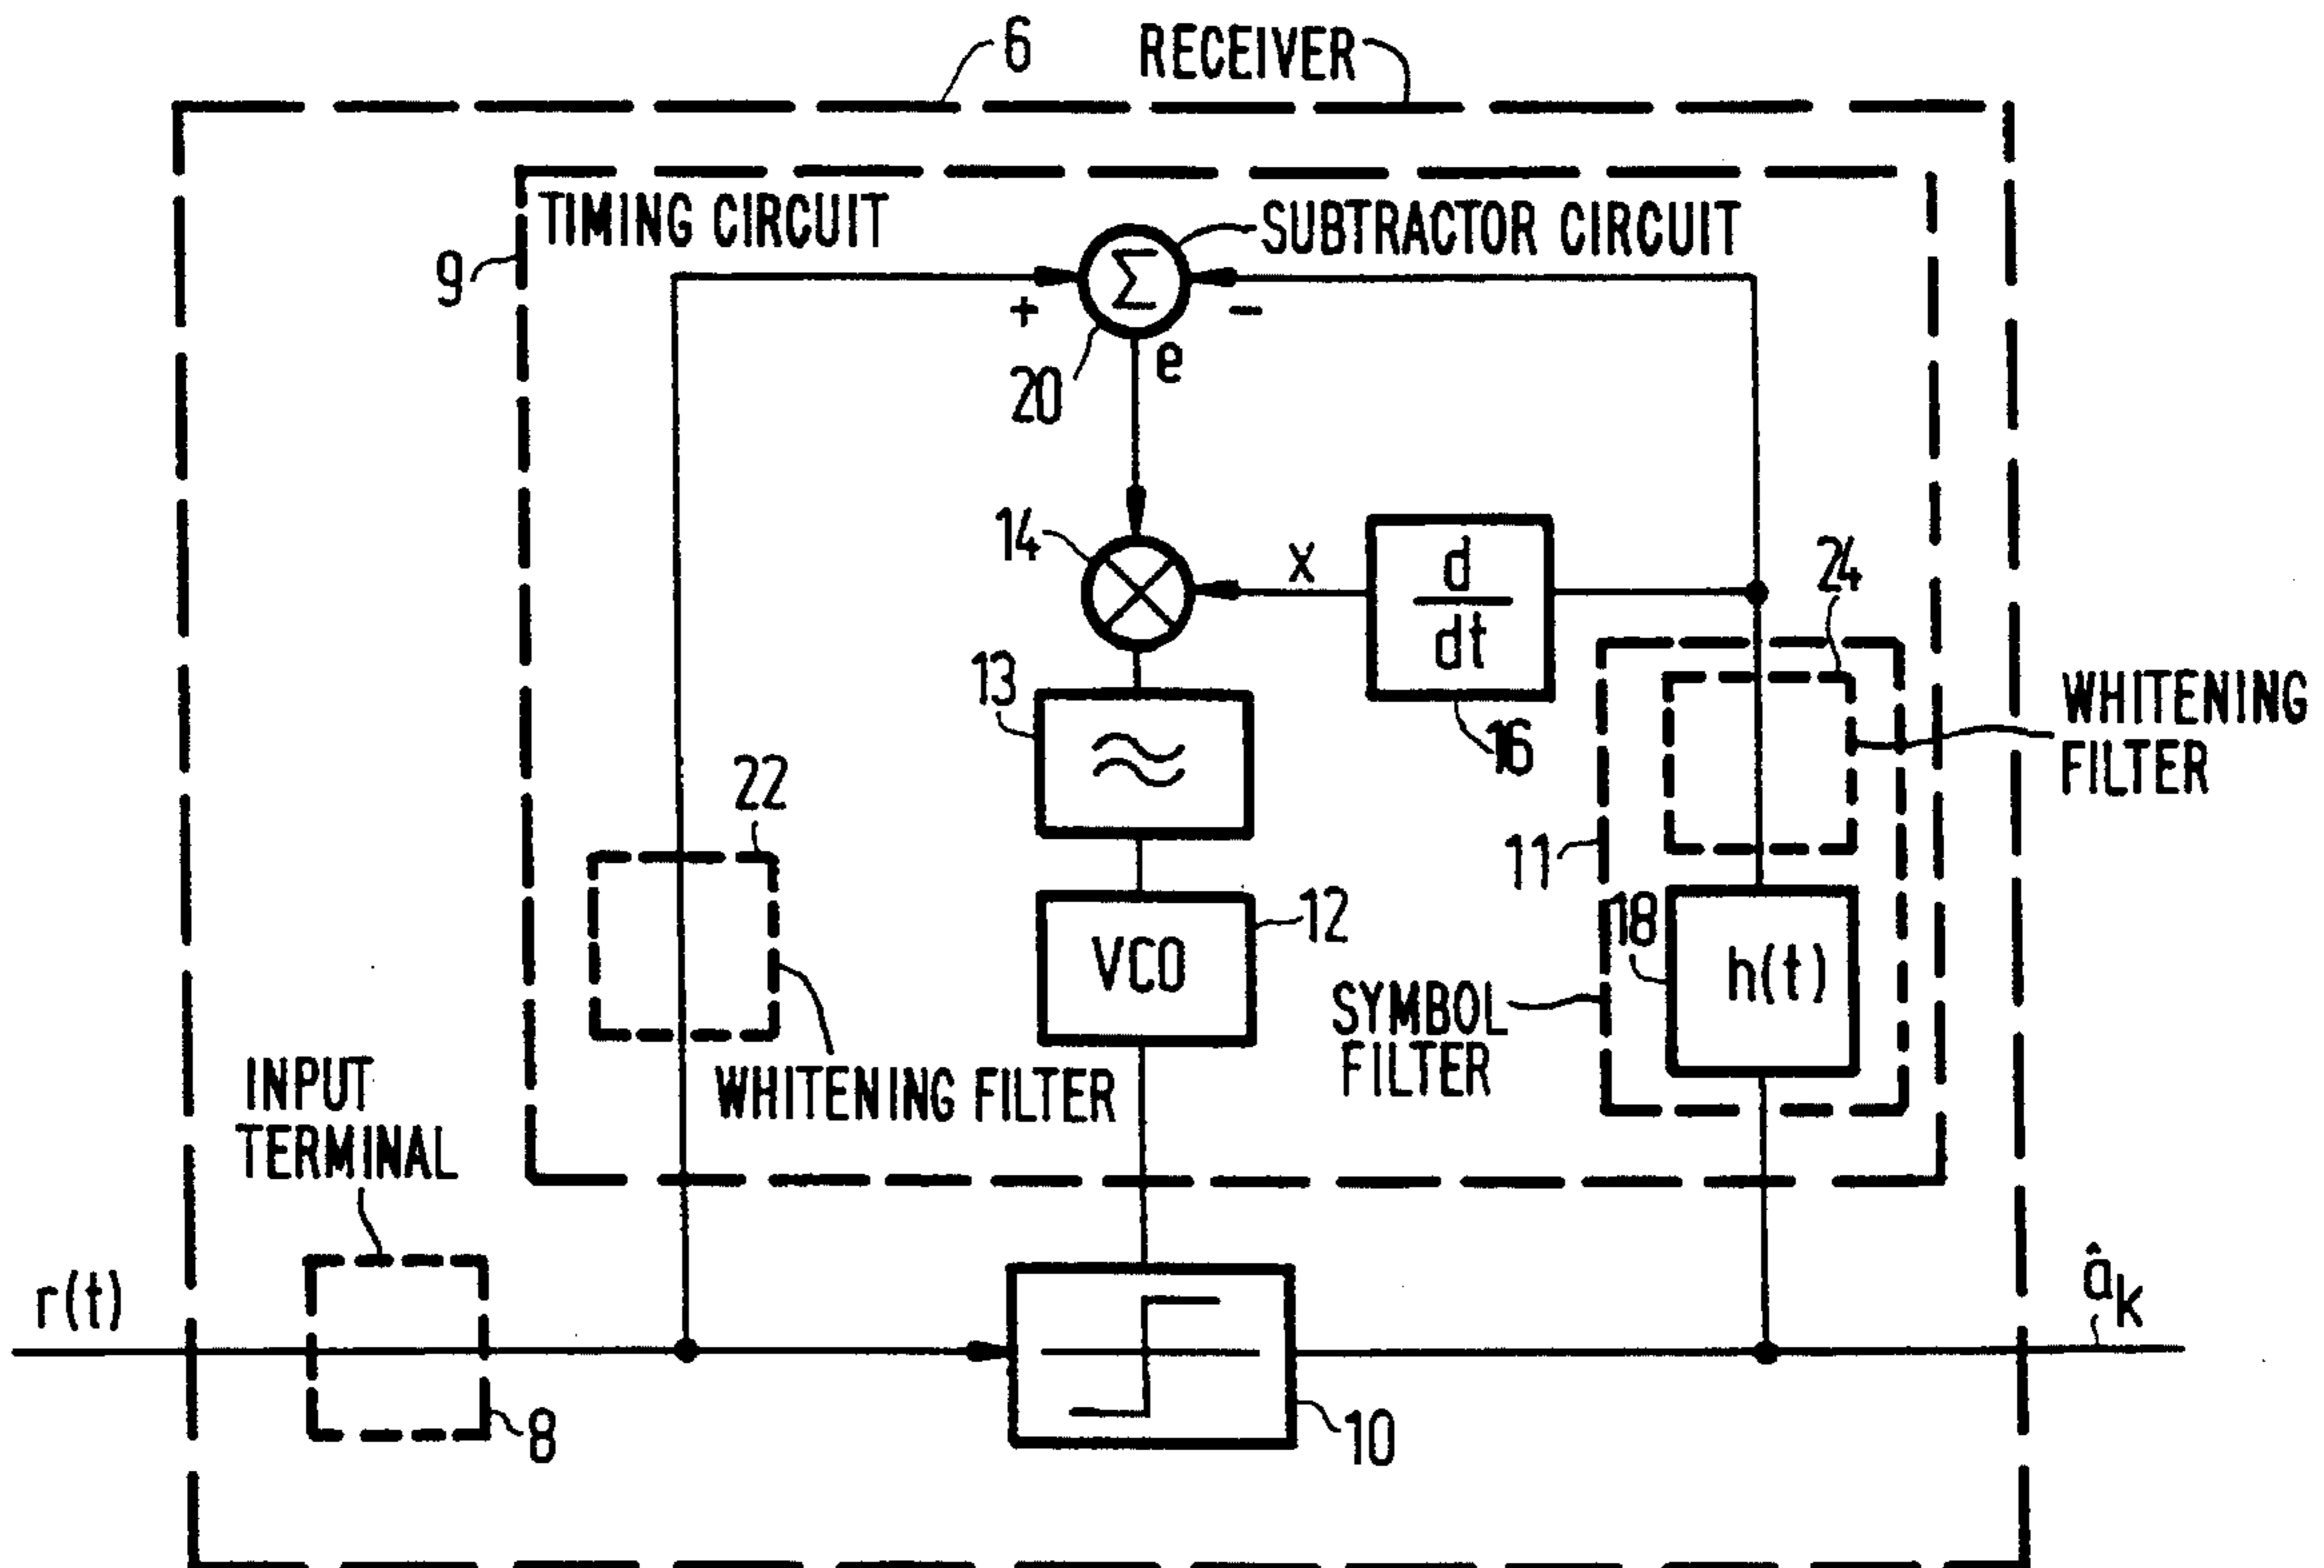 6 RECEIVER
TIMING CIRCUIT
SUBTRACTOR CIRCUIT
9
Σ
+
−
20
e
14
x
d
dt
24
13
16
WHITENING
FILTER
22
11
12
18
VCO
h(t)
SYMBOL
FILTER
WHITENING FILTER
INPUT
TERMINAL
r(t)
âk
8
10